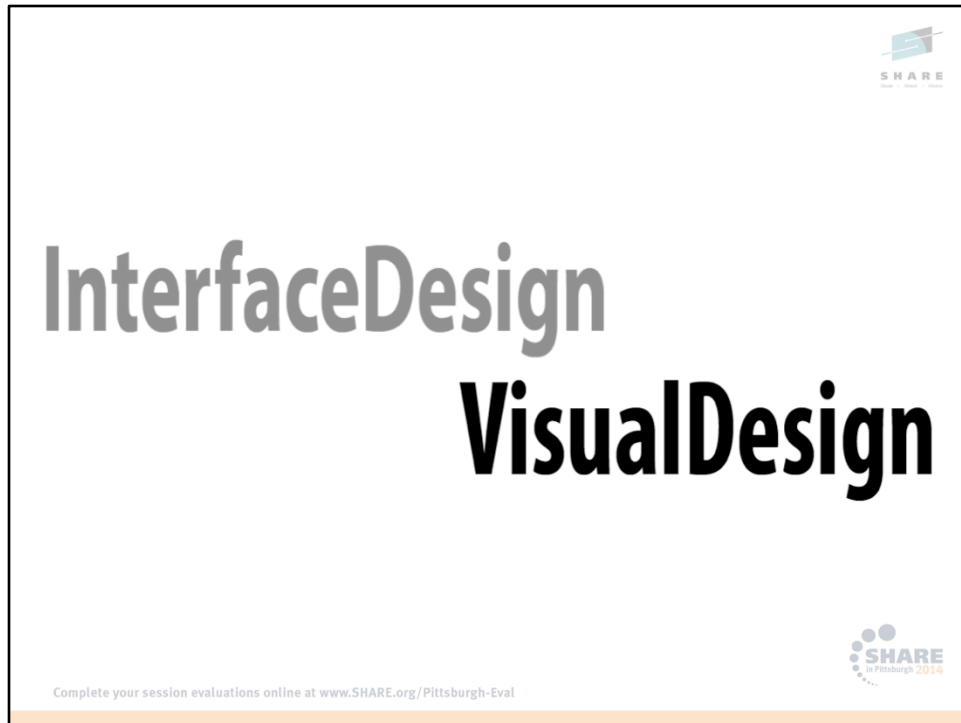 SHARE
InterfaceDesign
VisualDesign
SHARE
in Pittsburgh 2014
Complete your session evaluations online at www.SHARE.org/Pittsburgh-Eval